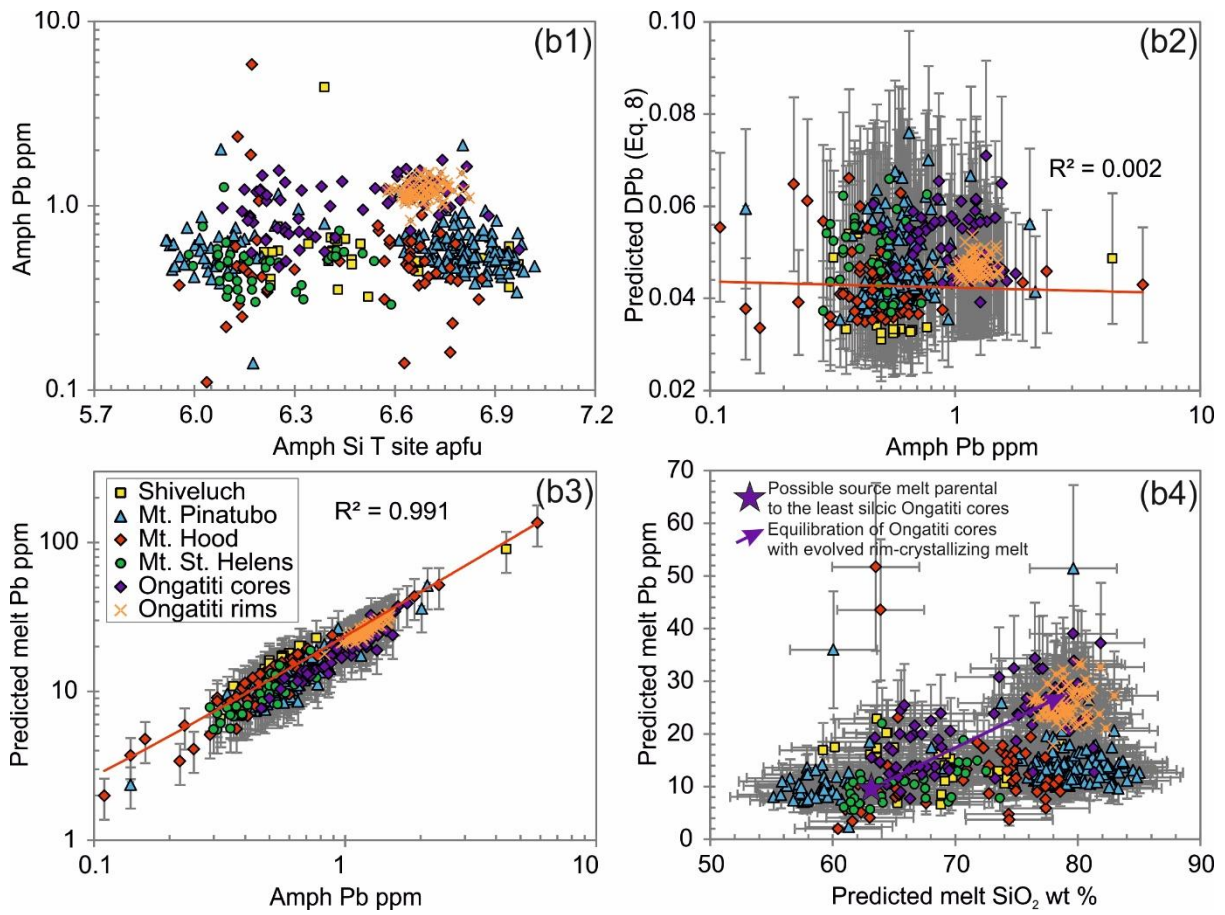 (b1)
10.0
1.0
0.1
Amph Pb ppm
5.7 6.0 6.3 6.6 6.9 7.2
Amph Si T site apfu
(b2)
0.10
0.08
0.06
0.04
0.02
Predicted DPb (Eq. 8)
R² = 0.002
0.1 1 10
Amph Pb ppm
(b3)
Shiveluch
Mt. Pinatubo
Mt. Hood
Mt. St. Helens
Ongatiti cores
Ongatiti rims
R² = 0.991
100
10
1
Predicted melt Pb ppm
0.1 1 10
Amph Pb ppm
(b4)
Possible source melt parental
to the least silcic Ongatiti cores
Equilibration of Ongatiti cores
with evolved rim-crystallizing melt
70
60
50
40
30
20
10
0
Predicted melt Pb ppm
50 60 70 80 90
Predicted melt SiO₂ wt %